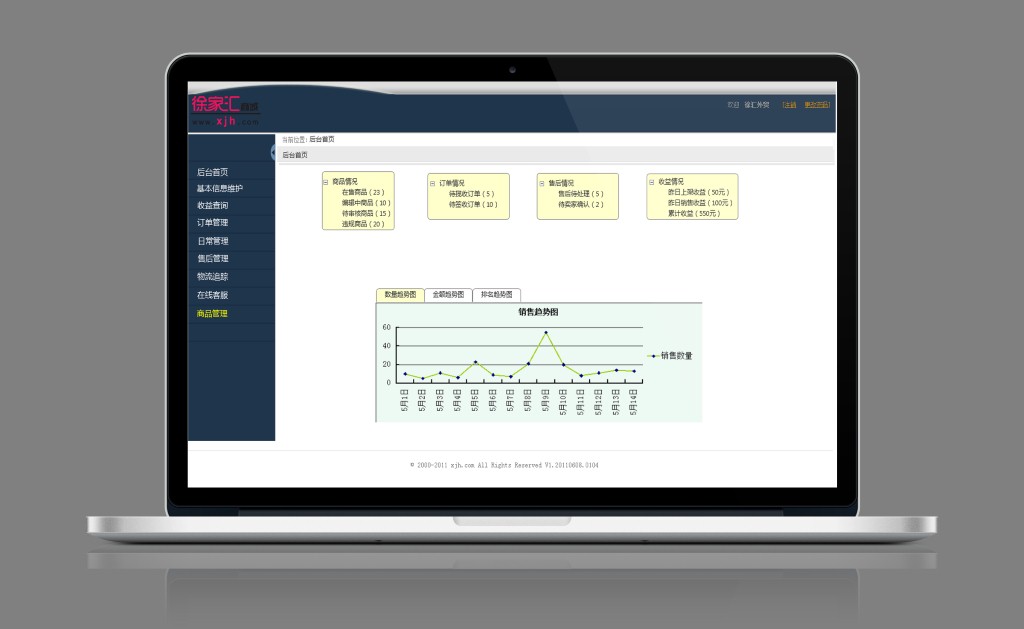 徐家汇商城
www.xjh.com
欢迎 徐汇外贸 [注销 更改密码]
当前位置：后台首页
后台首页
后台首页
基本信息维护
收益查询
订单管理
日常管理
售后管理
物流追踪
在线客服
商品管理
商品情况
在售商品（23）
编辑中商品（10）
待审核商品（15）
违规商品（20）
订单情况
待接收订单（5）
待签收订单（10）
售后情况
售后待处理（5）
待卖家确认（2）
收益情况
昨日上架收益（50元）
昨日销售收益（100元）
累计收益（550元）
数量趋势图 金额趋势图 排名趋势图
销售趋势图
60
40
20
0
销售数量
5月1日 5月2日 5月3日 5月4日 5月5日 5月6日 5月7日 5月8日 5月9日 5月10日 5月11日 5月12日 5月13日 5月14日
© 2000-2011 xjh.com All Rights Reserved V1.20110608.0104